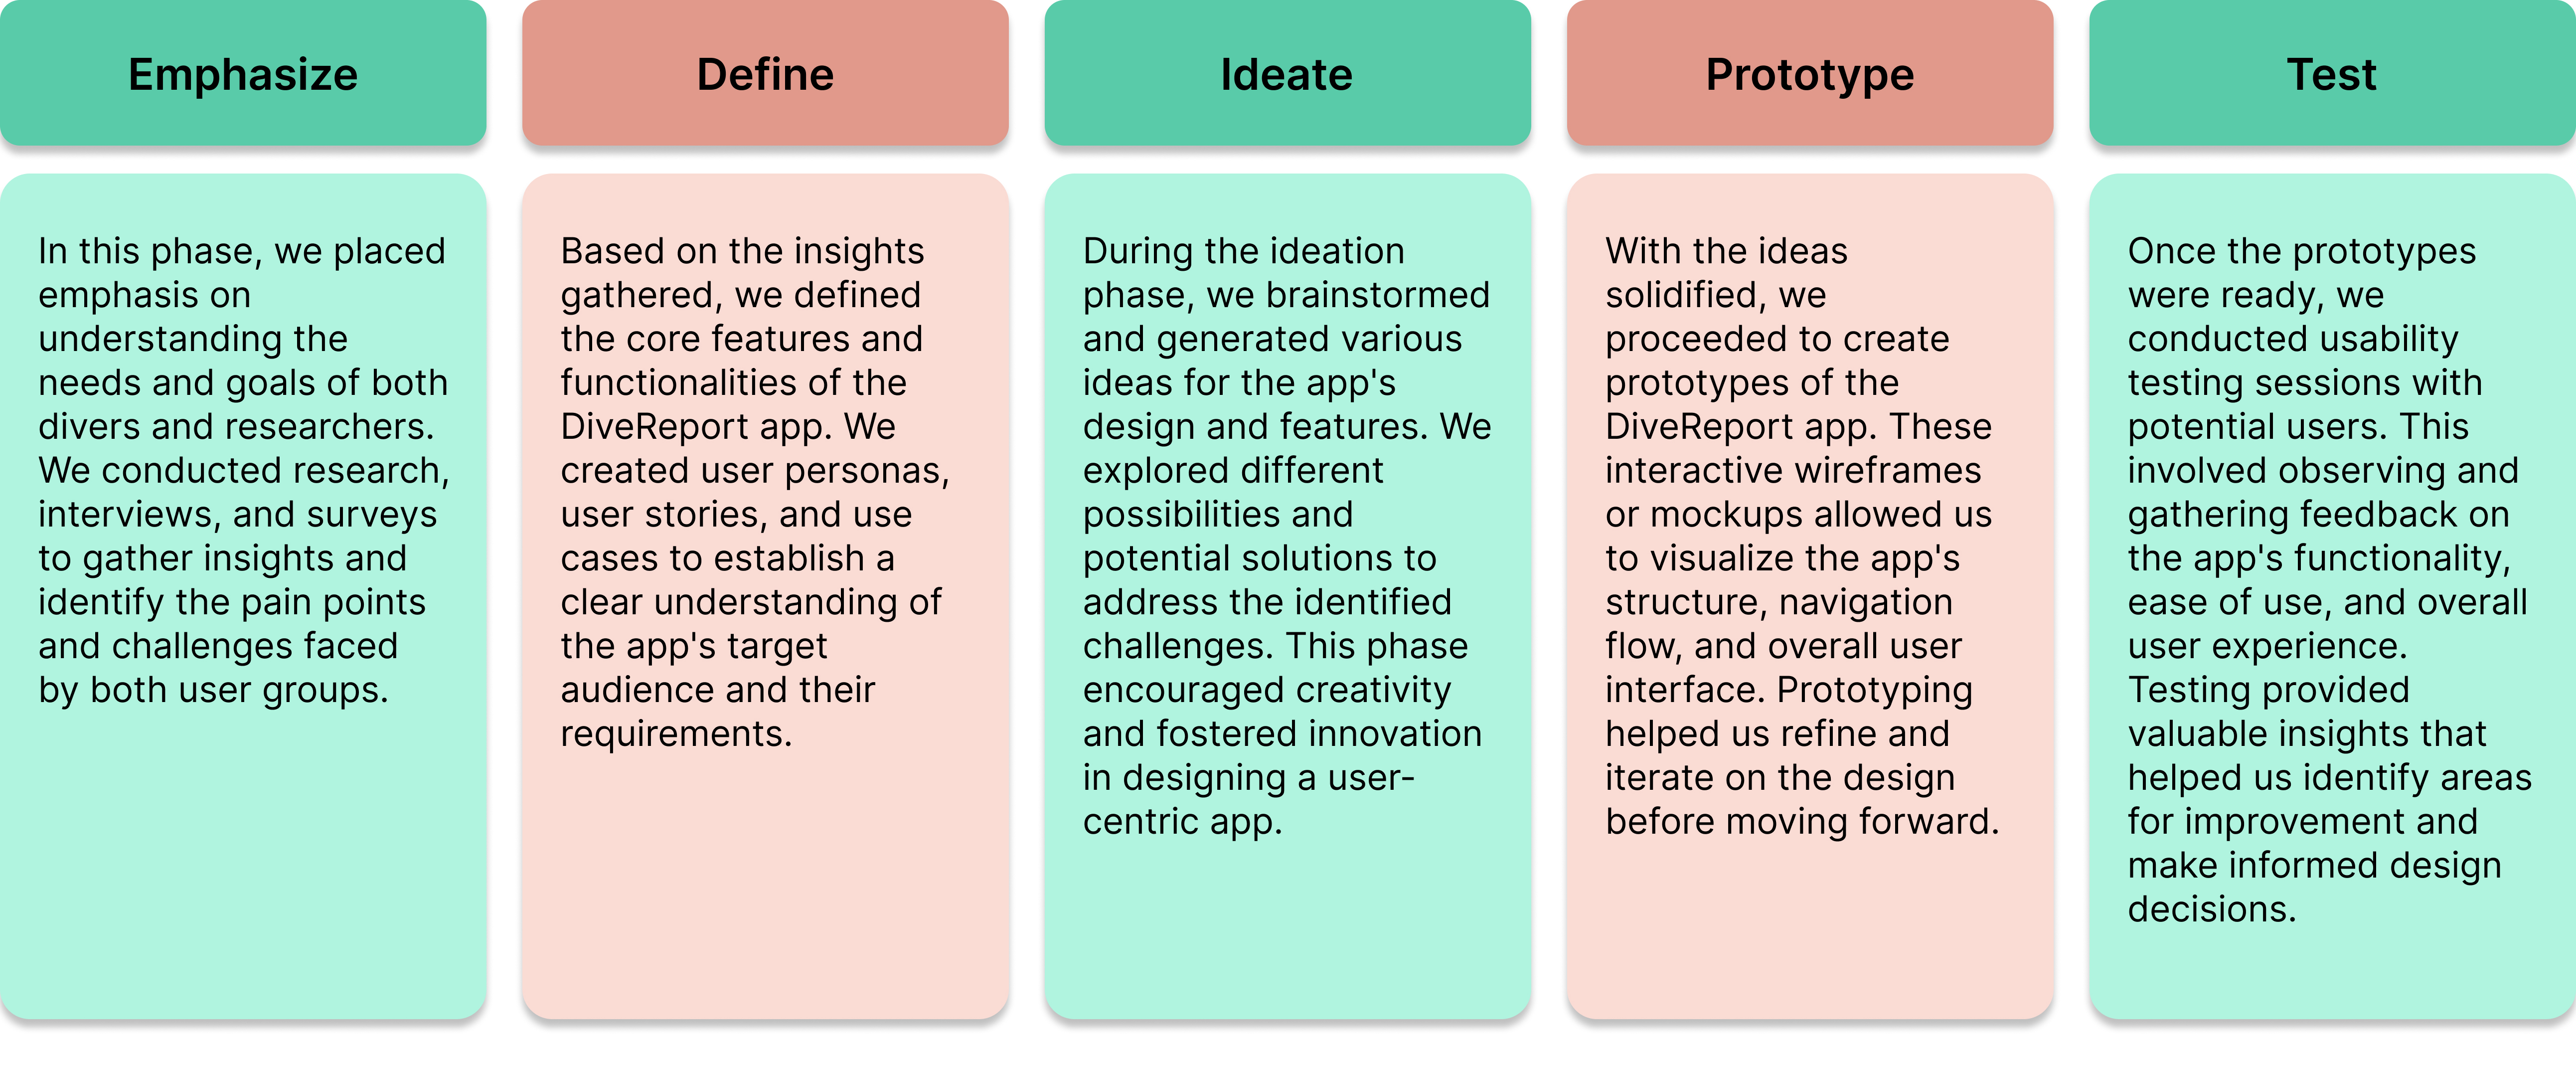 Emphasize
In this phase, we placed
emphasis on
understanding the
needs and goals of both
divers and researchers.
We conducted research,
interviews, and surveys
to gather insights and
identify the pain points
and challenges faced
by both user groups.
Define
Based on the insights
gathered, we defined
the core features and
functionalities of the
DiveReport app. We
created user personas,
user stories, and use
cases to establish a
clear understanding of
the app's target
audience and their
requirements.
Ideate
During the ideation
phase, we brainstormed
and generated various
ideas for the app's
design and features. We
explored different
possibilities and
potential solutions to
address the identified
challenges. This phase
encouraged creativity
and fostered innovation
in designing a user-
centric app.
Prototype
With the ideas
solidified, we
proceeded to create
prototypes of the
DiveReport app. These
interactive wireframes
or mockups allowed us
to visualize the app's
structure, navigation
flow, and overall user
interface. Prototyping
helped us refine and
iterate on the design
before moving forward.
Test
Once the prototypes
were ready, we
conducted usability
testing sessions with
potential users. This
involved observing and
gathering feedback on
the app's functionality,
ease of use, and overall
user experience.
Testing provided
valuable insights that
helped us identify areas
for improvement and
make informed design
decisions.